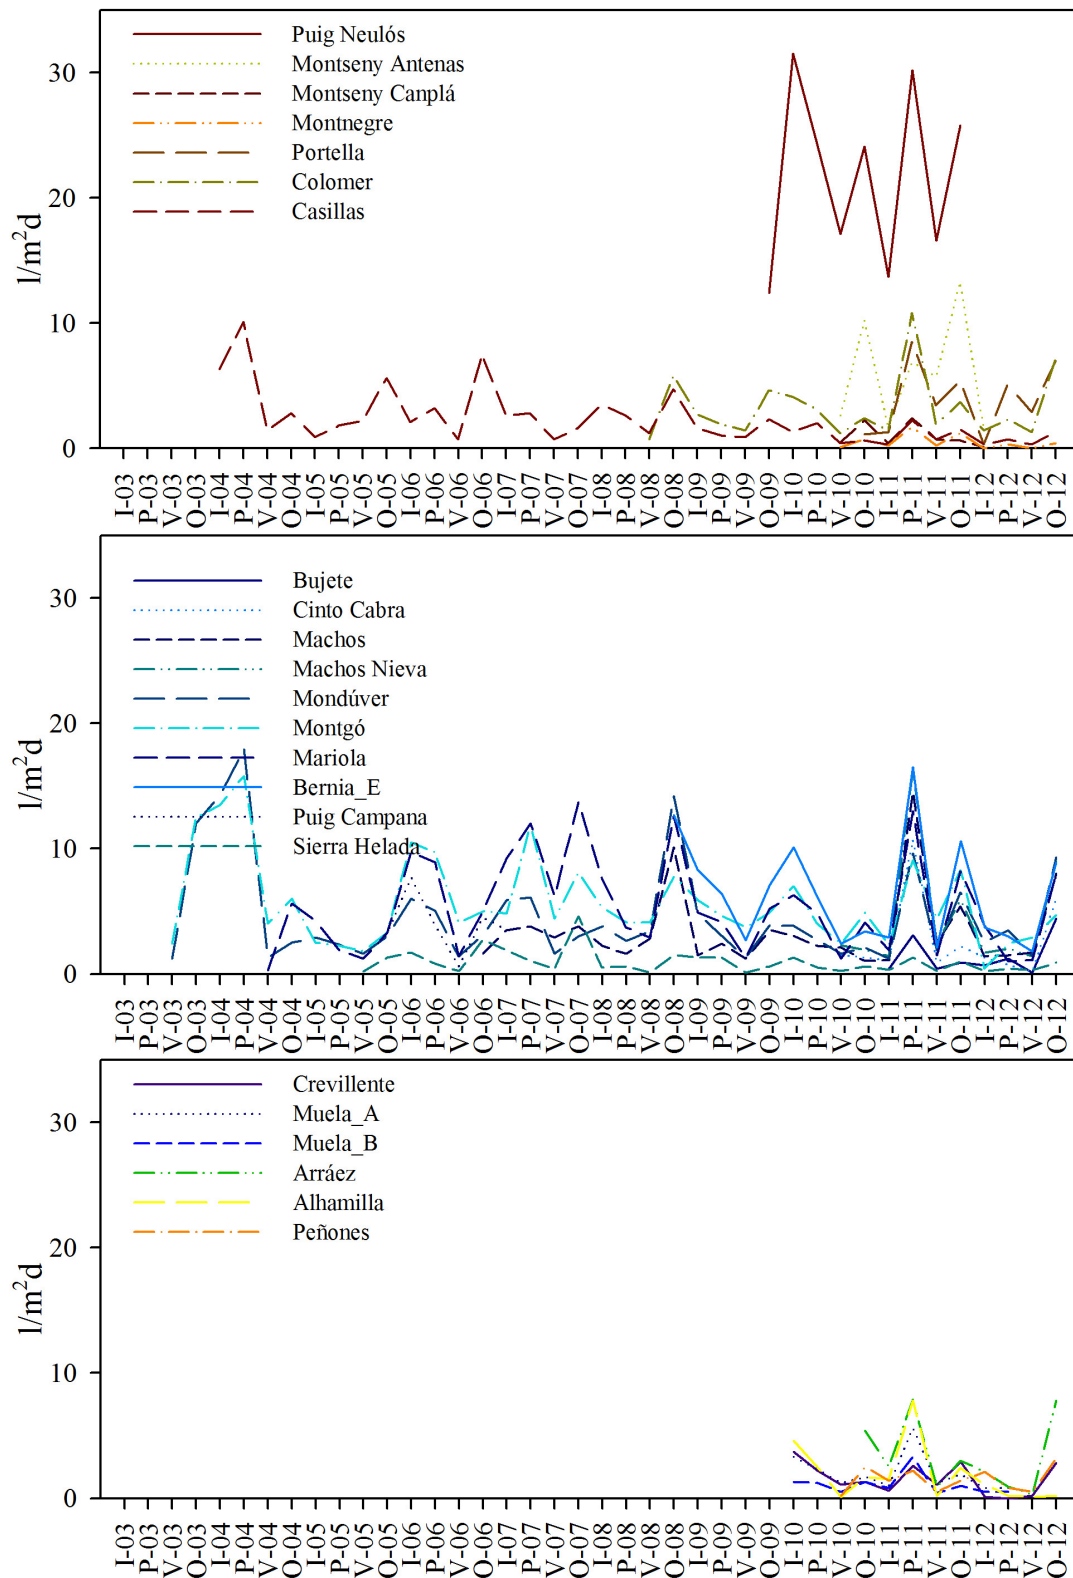 30
20
10
0
l/m²d
Puig Neulós
Montseny Antenas
Montseny Canplá
Montnegre
Portella
Colomer
Casillas
I-03
P-03
V-03
O-03
I-04
P-04
V-04
O-04
I-05
P-05
V-05
O-05
I-06
P-06
V-06
O-06
I-07
P-07
V-07
O-07
I-08
P-08
V-08
O-08
I-09
P-09
V-09
O-09
I-10
P-10
V-10
O-10
I-11
P-11
V-11
O-11
I-12
P-12
V-12
O-12
30
20
10
0
l/m²d
Bujete
Cinto Cabra
Machos
Machos Nieva
Mondúver
Montgó
Mariola
Bernia_E
Puig Campana
Sierra Helada
I-03
P-03
V-03
O-03
I-04
P-04
V-04
O-04
I-05
P-05
V-05
O-05
I-06
P-06
V-06
O-06
I-07
P-07
V-07
O-07
I-08
P-08
V-08
O-08
I-09
P-09
V-09
O-09
I-10
P-10
V-10
O-10
I-11
P-11
V-11
O-11
I-12
P-12
V-12
O-12
30
20
10
0
l/m²d
Crevillente
Muela_A
Muela_B
Arráez
Alhamilla
Peñones
I-03
P-03
V-03
O-03
I-04
P-04
V-04
O-04
I-05
P-05
V-05
O-05
I-06
P-06
V-06
O-06
I-07
P-07
V-07
O-07
I-08
P-08
V-08
O-08
I-09
P-09
V-09
O-09
I-10
P-10
V-10
O-10
I-11
P-11
V-11
O-11
I-12
P-12
V-12
O-12